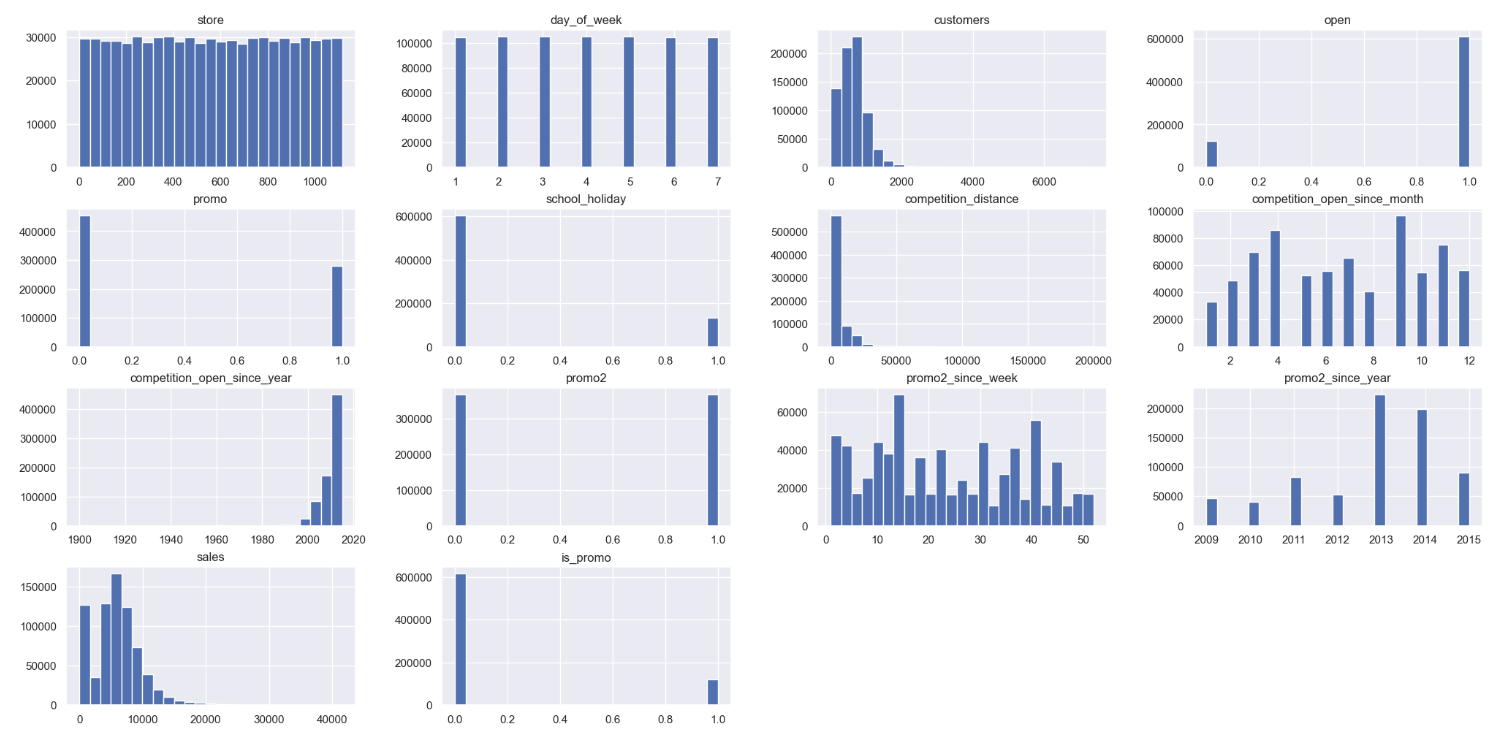 store day_of_week customers open
30000 100000 200000 600000
20000 80000 150000 400000
10000 60000 100000 200000
0 40000 50000 0
20000 0
0
0 200 400 600 800 1000 1 2 3 4 5 6 7 0 2000 4000 6000 0.0 0.2 0.4 0.6 0.8 1.0
promo school_holiday competition_distance competition_open_since_month
400000 600000 500000 100000
300000 400000 400000 80000
200000 200000 300000 60000
100000 0 200000 40000
0 100000 20000
0 0
0.0 0.2 0.4 0.6 0.8 1.0 0.0 0.2 0.4 0.6 0.8 1.0 0 50000 100000 150000 200000 2 4 6 8 10 12
competition_open_since_year promo2 promo2_since_week promo2_since_year
400000 300000 60000 200000
300000 200000 40000 150000
200000 100000 20000 100000
100000 0 0 50000
0 0
1900 1920 1940 1960 1980 2000 2020 0.0 0.2 0.4 0.6 0.8 1.0 0 10 20 30 40 50 2009 2010 2011 2012 2013 2014 2015
sales is_promo
150000 600000
100000 400000
50000 200000
0 0
0 10000 20000 30000 40000 0.0 0.2 0.4 0.6 0.8 1.0